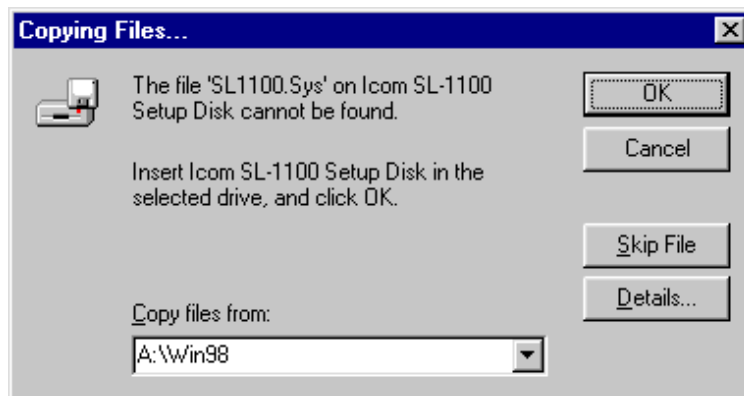 Copying Files...
The file 'SL1100.Sys' on Icom SL-1100
Setup Disk cannot be found.
Insert Icom SL-1100 Setup Disk in the
selected drive, and click OK.
OK
Cancel
Skip File
Details...
Copy files from:
A:\Win98